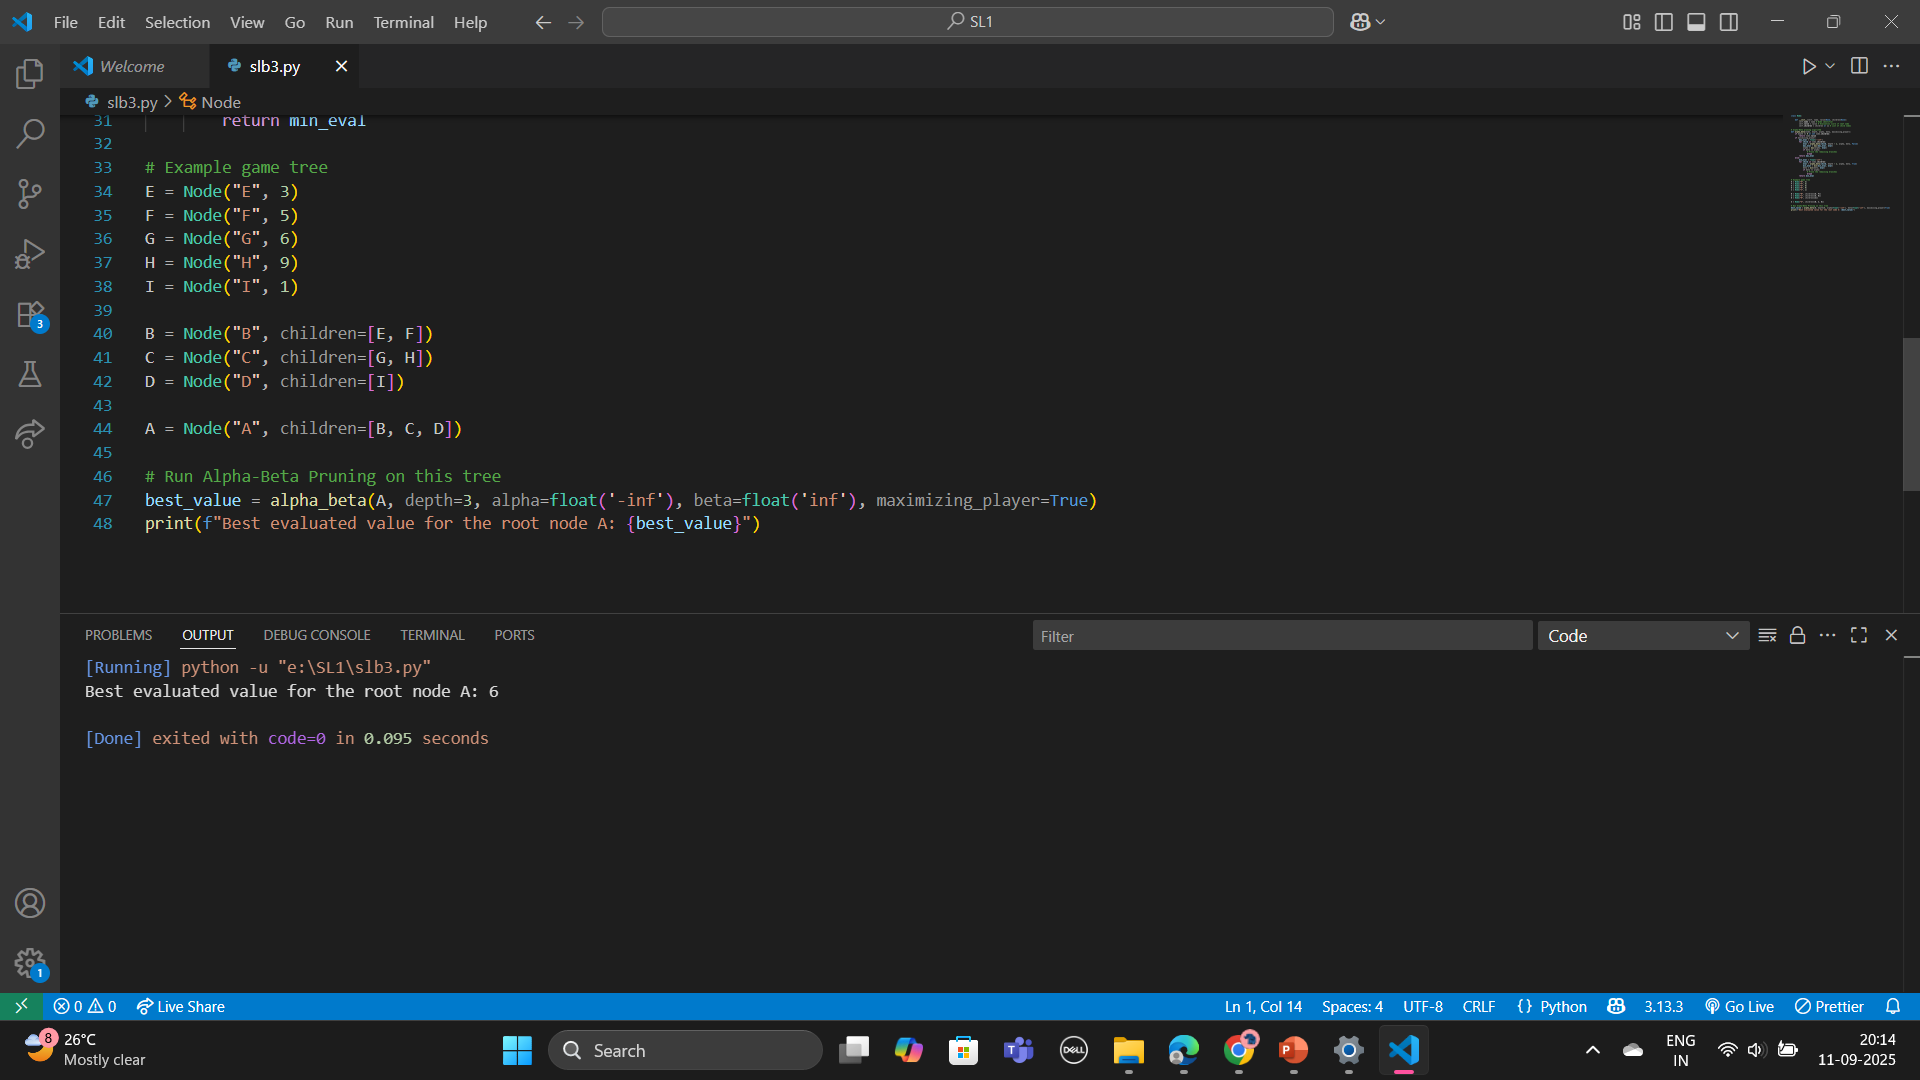 File Edit Selection View Go Run Terminal Help
SL1
Welcome
slb3.py
slb3.py > Node
31 return min_eval
32
33 # Example game tree
34 E = Node("E", 3)
35 F = Node("F", 5)
36 G = Node("G", 6)
37 H = Node("H", 9)
38 I = Node("I", 1)
39
40 B = Node("B", children=[E, F])
41 C = Node("C", children=[G, H])
42 D = Node("D", children=[I])
43
44 A = Node("A", children=[B, C, D])
45
46 # Run Alpha-Beta Pruning on this tree
47 best_value = alpha_beta(A, depth=3, alpha=float('-inf'), beta=float('inf'), maximizing_player=True)
48 print(f"Best evaluated value for the root node A: {best_value}")
3
1
PROBLEMS OUTPUT DEBUG CONSOLE TERMINAL PORTS
Filter
Code
[Running] python -u "e:\SL1\slb3.py"
Best evaluated value for the root node A: 6
[Done] exited with code=0 in 0.095 seconds
0 0 Live Share
Ln 1, Col 14 Spaces: 4 UTF-8 CRLF {} Python 3.13.3 Go Live Prettier
8
26°C
Mostly clear
Search
DELL
ENG
IN
20:14
11-09-2025